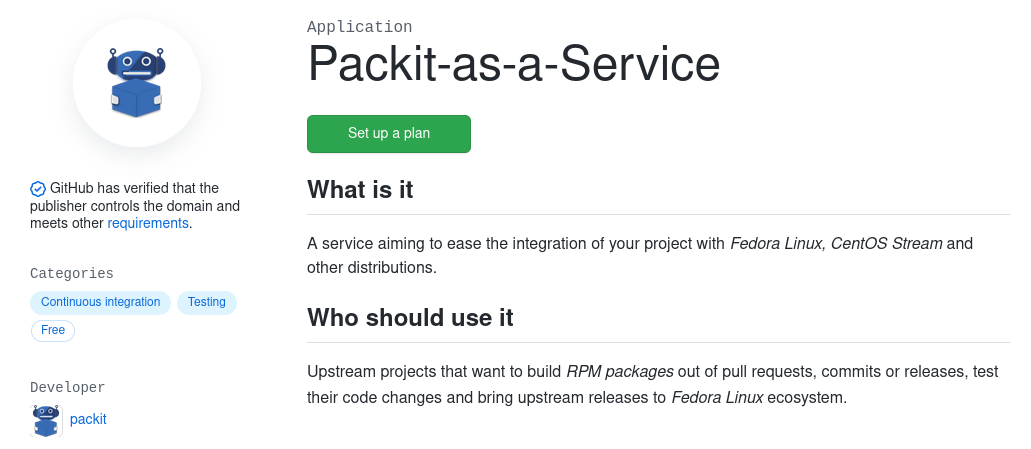 Application
Packit-as-a-Service
Set up a plan
GitHub has verified that the
publisher controls the domain and
meets other requirements.
Categories
Continuous integration
Testing
Free
Developer
packit
What is it
A service aiming to ease the integration of your project with Fedora Linux, CentOS Stream and
other distributions.
Who should use it
Upstream projects that want to build RPM packages out of pull requests, commits or releases, test
their code changes and bring upstream releases to Fedora Linux ecosystem.